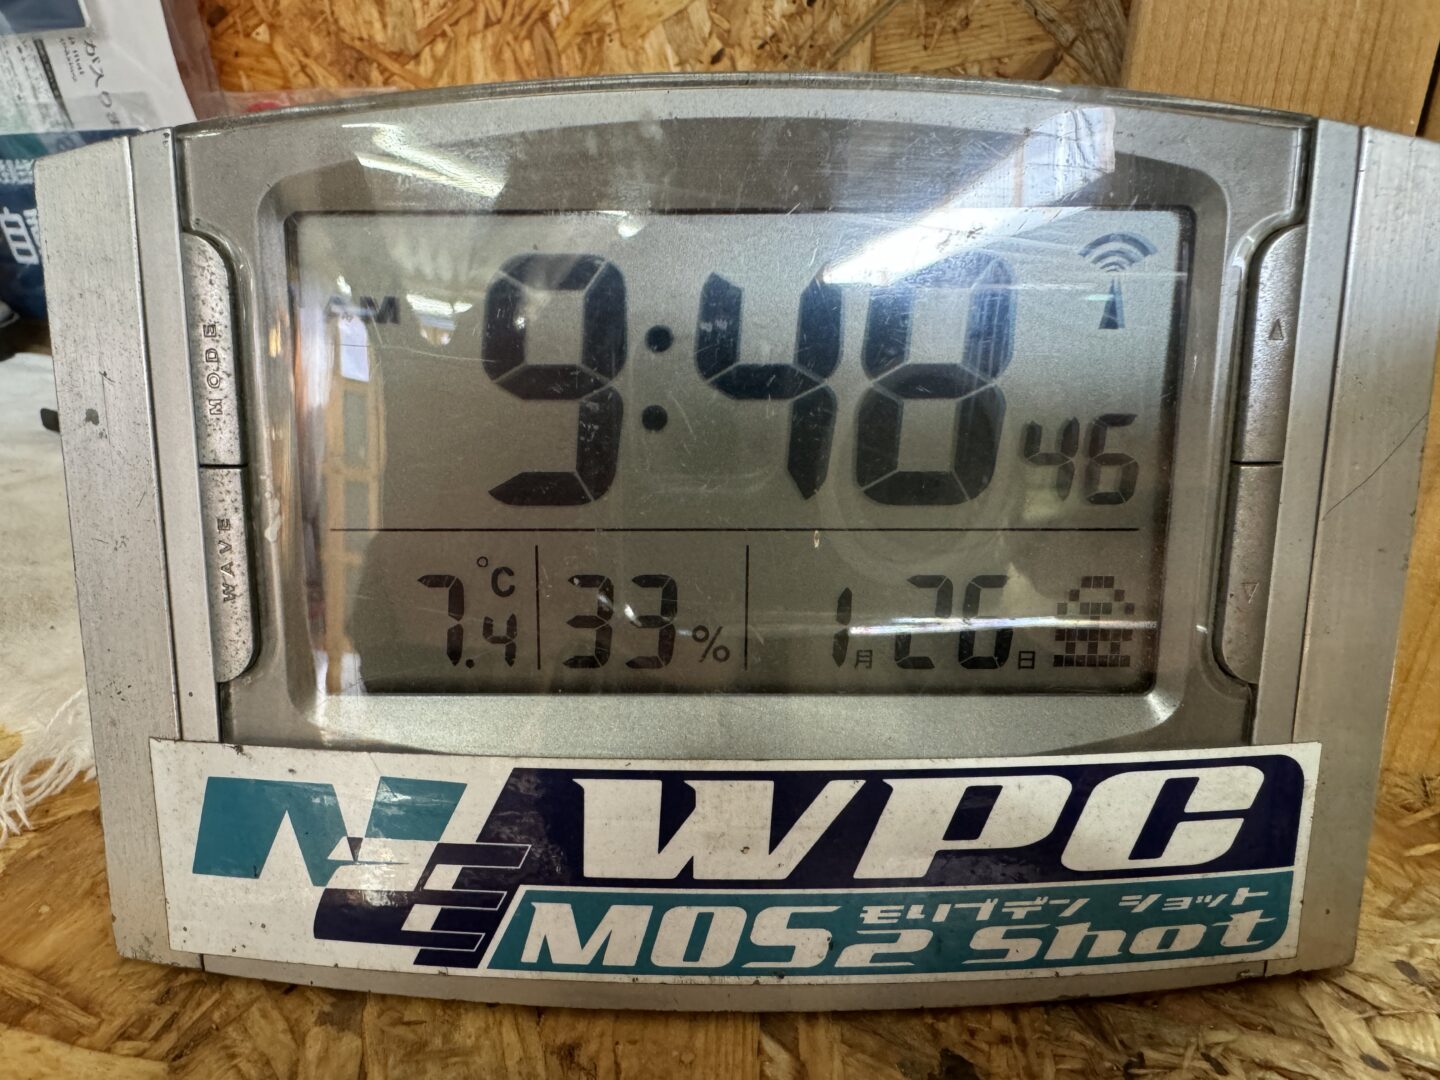 AM 9:48 46
MODE
WAVE
7.4 °C 33 % 1月26日 金
NE WPC
モリブデン ショット
MOS2 Shot